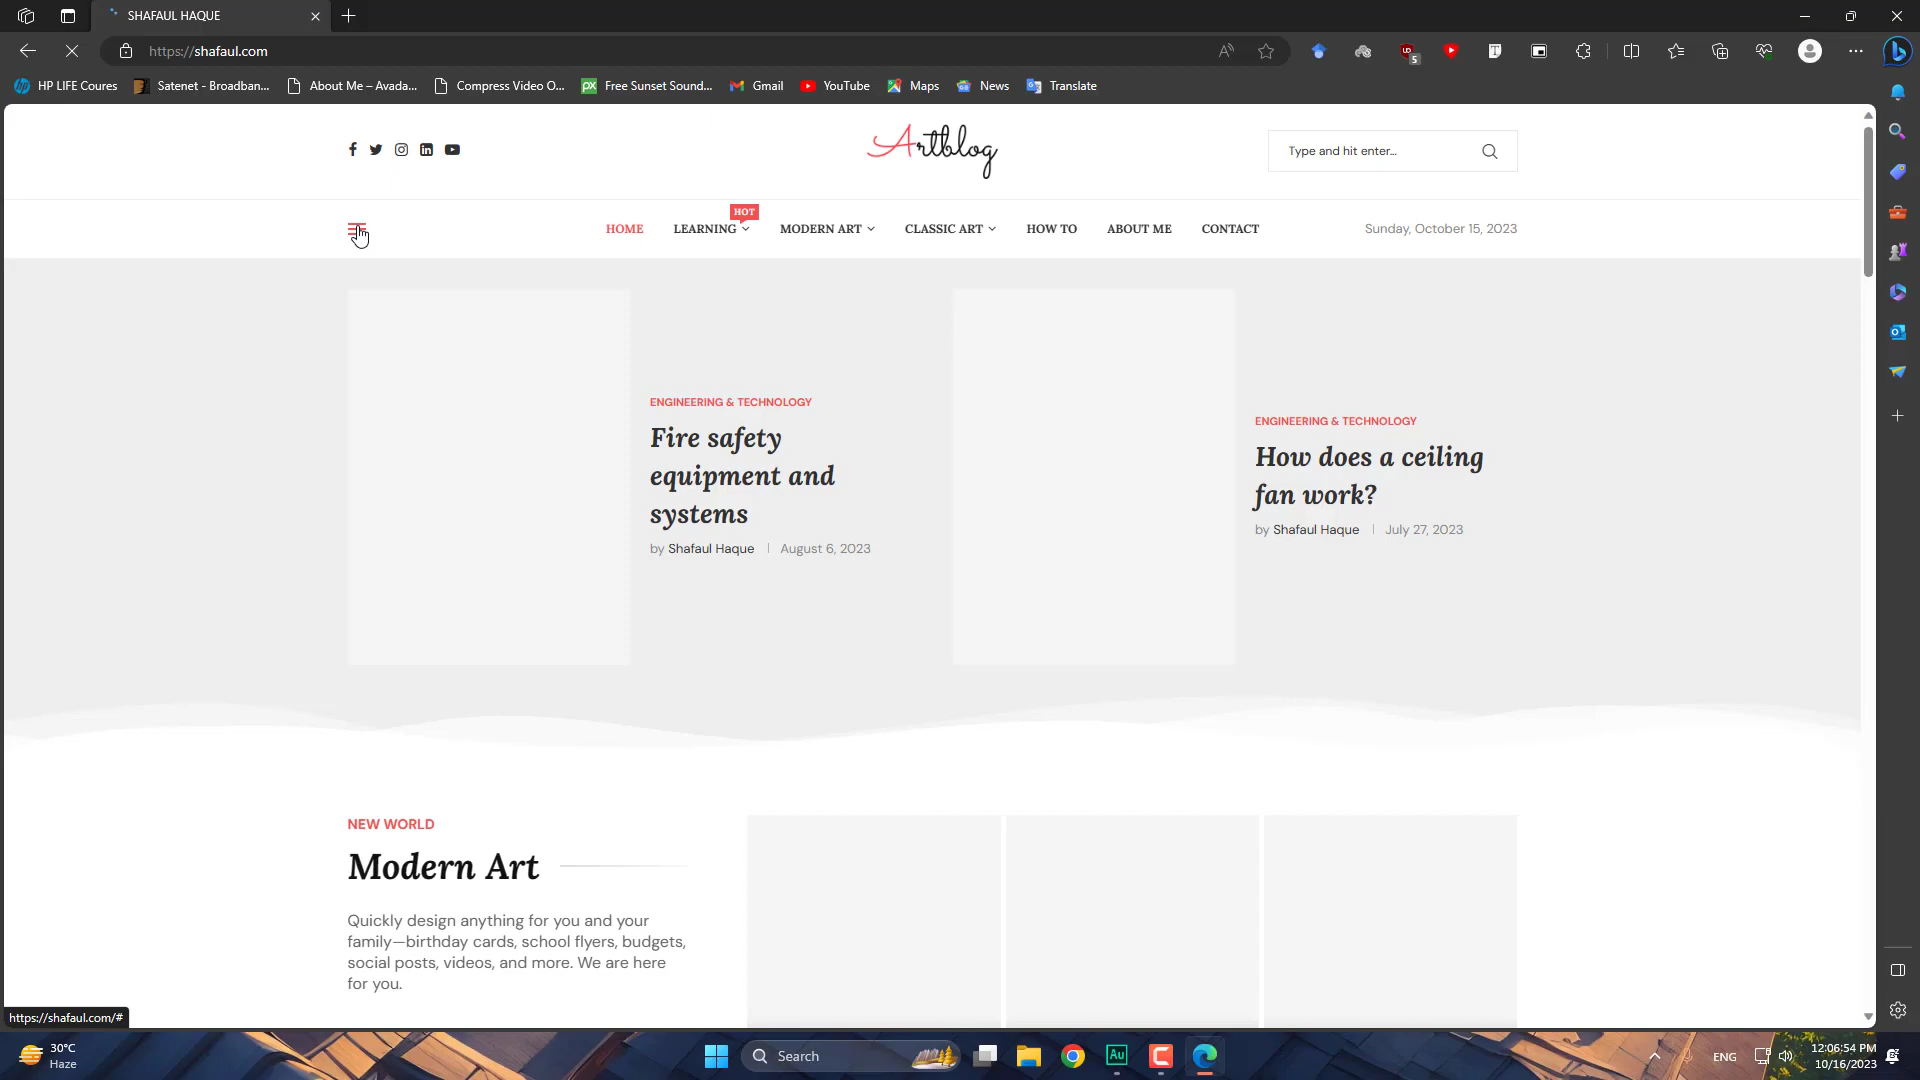 SHAFAUL HAQUE
https://shafaul.com
5
HP LIFE Coures
Satenet - Broadban...
About Me – Avada...
Compress Video O...
Free Sunset Sound...
Gmail
YouTube
Maps
News
Translate
Artblog
Type and hit enter...
HOT
HOME
LEARNING
MODERN ART
CLASSIC ART
HOW TO
ABOUT ME
CONTACT
Sunday, October 15, 2023
ENGINEERING & TECHNOLOGY
Fire safety
equipment and
systems
by Shafaul Haque
August 6, 2023
ENGINEERING & TECHNOLOGY
How does a ceiling
fan work?
by Shafaul Haque
July 27, 2023
NEW WORLD
Modern Art
Quickly design anything for you and your
family—birthday cards, school flyers, budgets,
social posts, videos, and more. We are here
for you.
https://shafaul.com/#
30°C
Haze
Search
Au
ENG
12:06:54 PM
10/16/2023